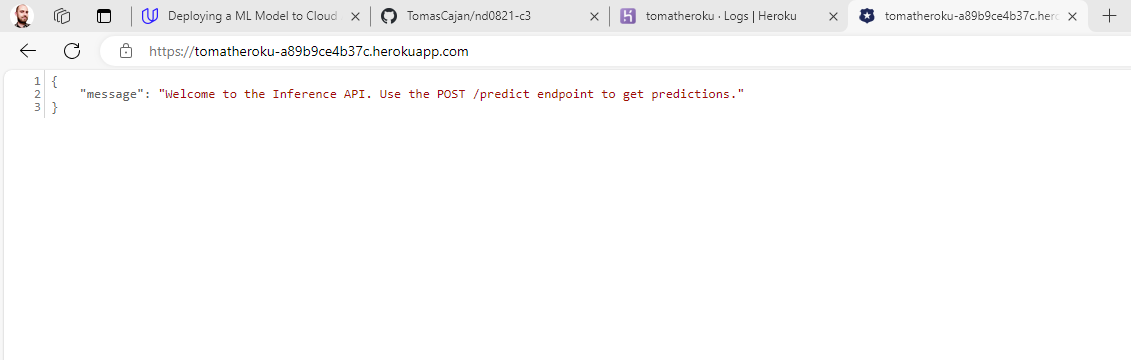 Deploying a ML Model to Cloud
TomasCajan/nd0821-c3
tomatheroku · Logs | Heroku
tomatheroku-a89b9ce4b37c.herc
https://tomatheroku-a89b9ce4b37c.herokuapp.com
1 {
2 "message": "Welcome to the Inference API. Use the POST /predict endpoint to get predictions."
3 }